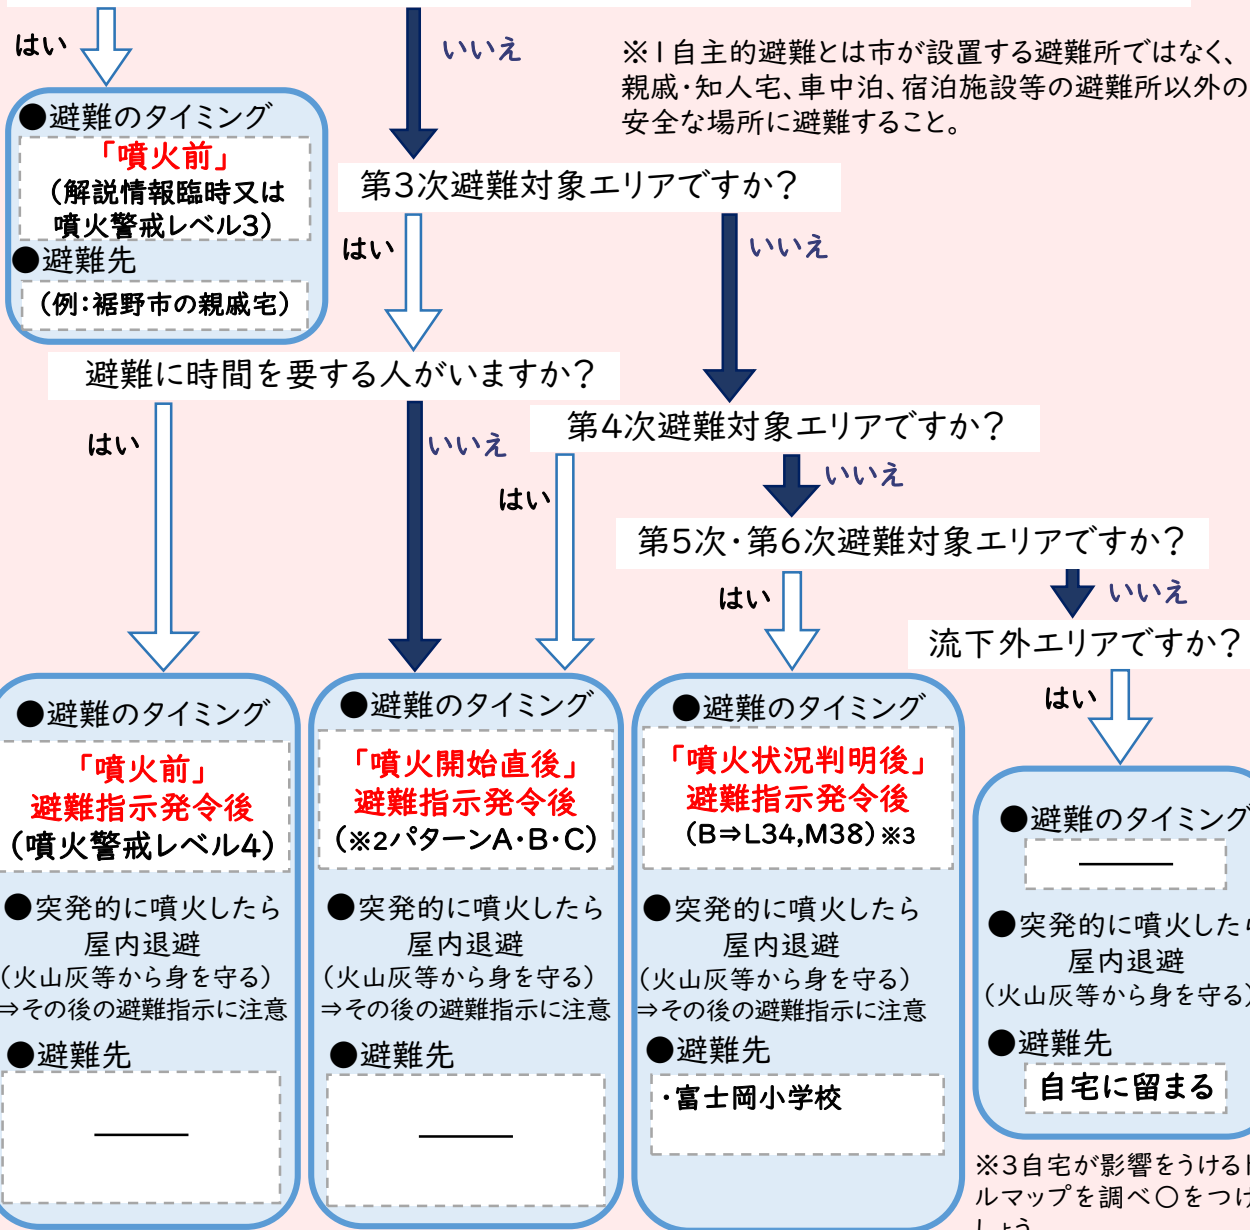 はい
いいえ
※1自主的避難とは市が設置する避難所ではなく、
親戚・知人宅、車中泊、宿泊施設等の避難所以外の
安全な場所に避難すること。
●避難のタイミング
「噴火前」
(解説情報臨時又は
噴火警戒レベル3)
●避難先
(例:裾野市の親戚宅)
第3次避難対象エリアですか?
はい
いいえ
避難に時間を要する人がいますか?
はい
いいえ
第4次避難対象エリアですか?
はい
いいえ
第5次・第6次避難対象エリアですか?
はい
いいえ
流下外エリアですか?
はい
●避難のタイミング
「噴火前」
避難指示発令後
(噴火警戒レベル4)
●突発的に噴火したら
屋内退避
(火山灰等から身を守る)
⇒その後の避難指示に注意
●避難先
●避難のタイミング
「噴火開始直後」
避難指示発令後
(※2パターンA・B・C)
●突発的に噴火したら
屋内退避
(火山灰等から身を守る)
⇒その後の避難指示に注意
●避難先
●避難のタイミング
「噴火状況判明後」
避難指示発令後
(B⇒L34,M38)※3
●突発的に噴火したら
屋内退避
(火山灰等から身を守る)
⇒その後の避難指示に注意
●避難先
・富士岡小学校
●避難のタイミング
●突発的に噴火したら
屋内退避
(火山灰等から身を守る)
●避難先
自宅に留まる
※3自宅が影響をうけるド
ルマップを調べ○をつけ
しょう